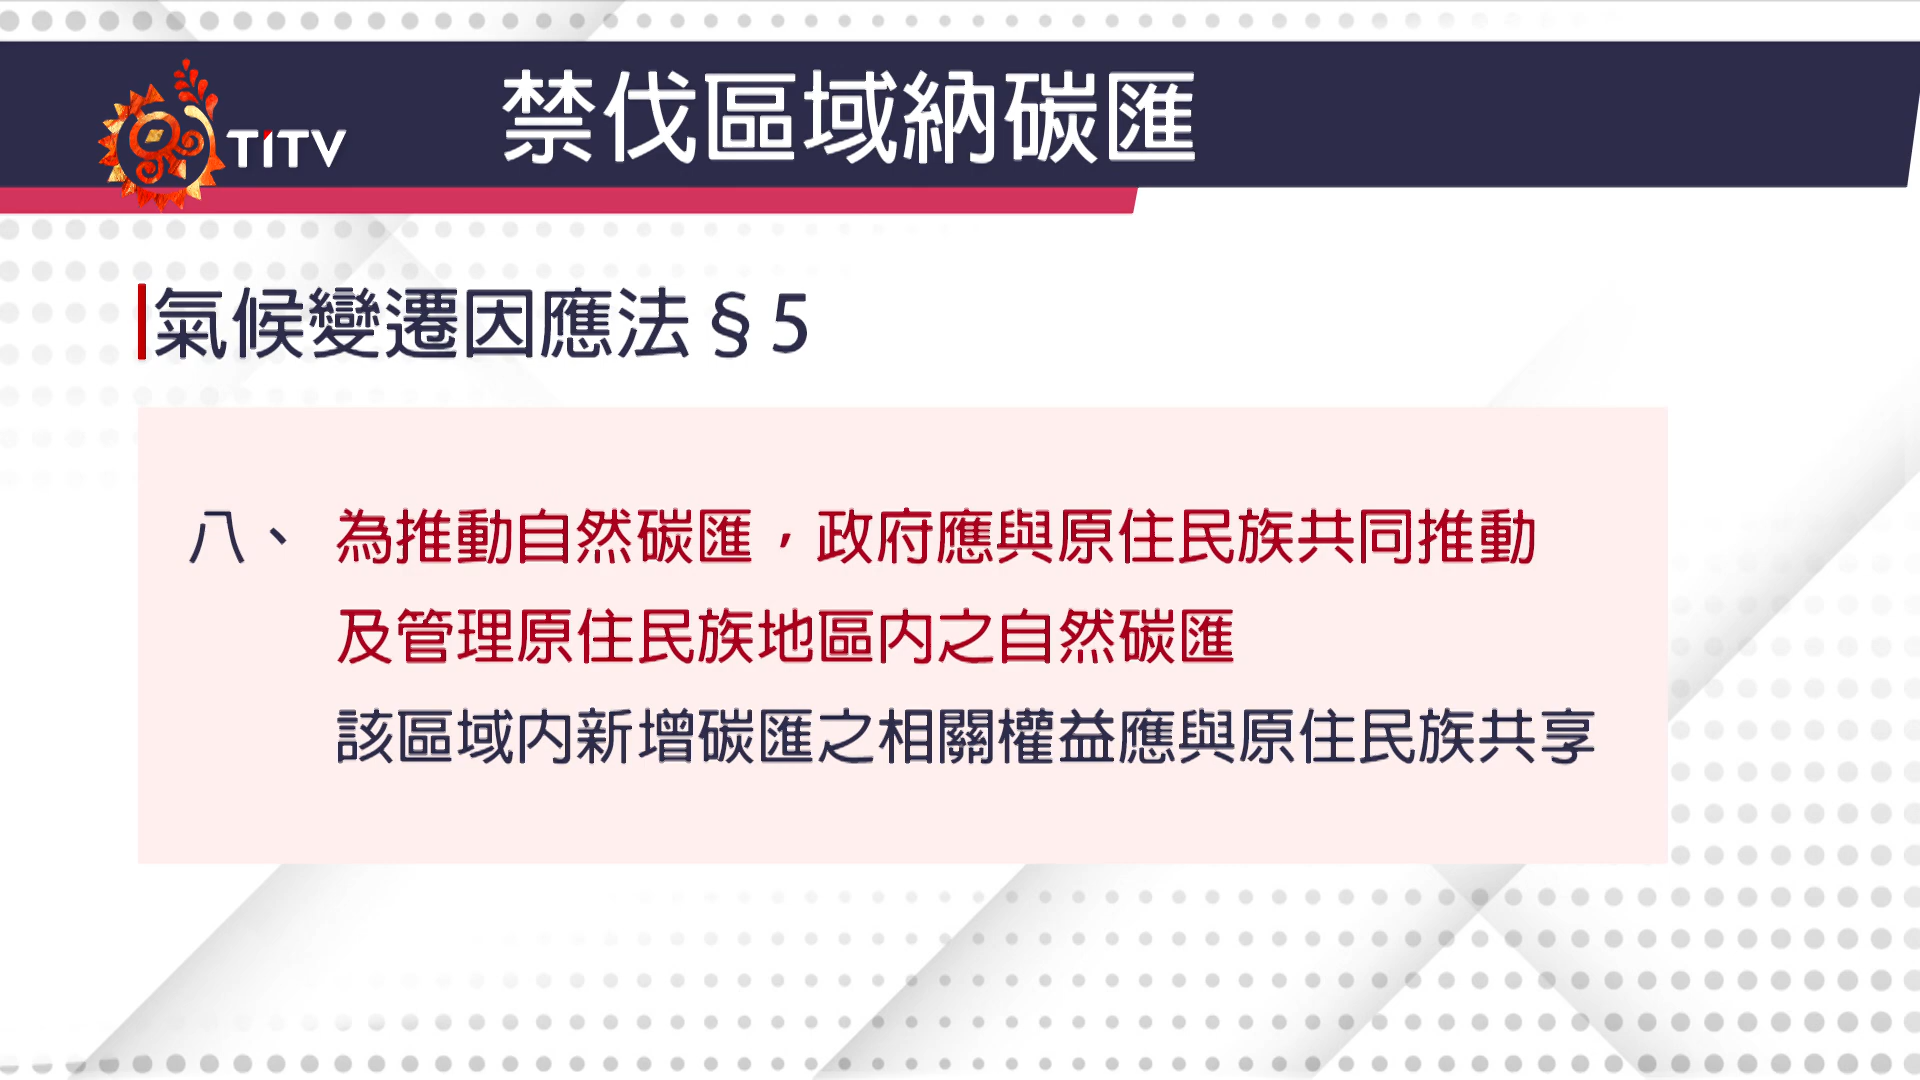 TITV
禁伐區域納碳匯
氣候變遷因應法§5
八、 為推動自然碳匯，政府應與原住民族共同推動
及管理原住民族地區內之自然碳匯
該區域內新增碳匯之相關權益應與原住民族共享